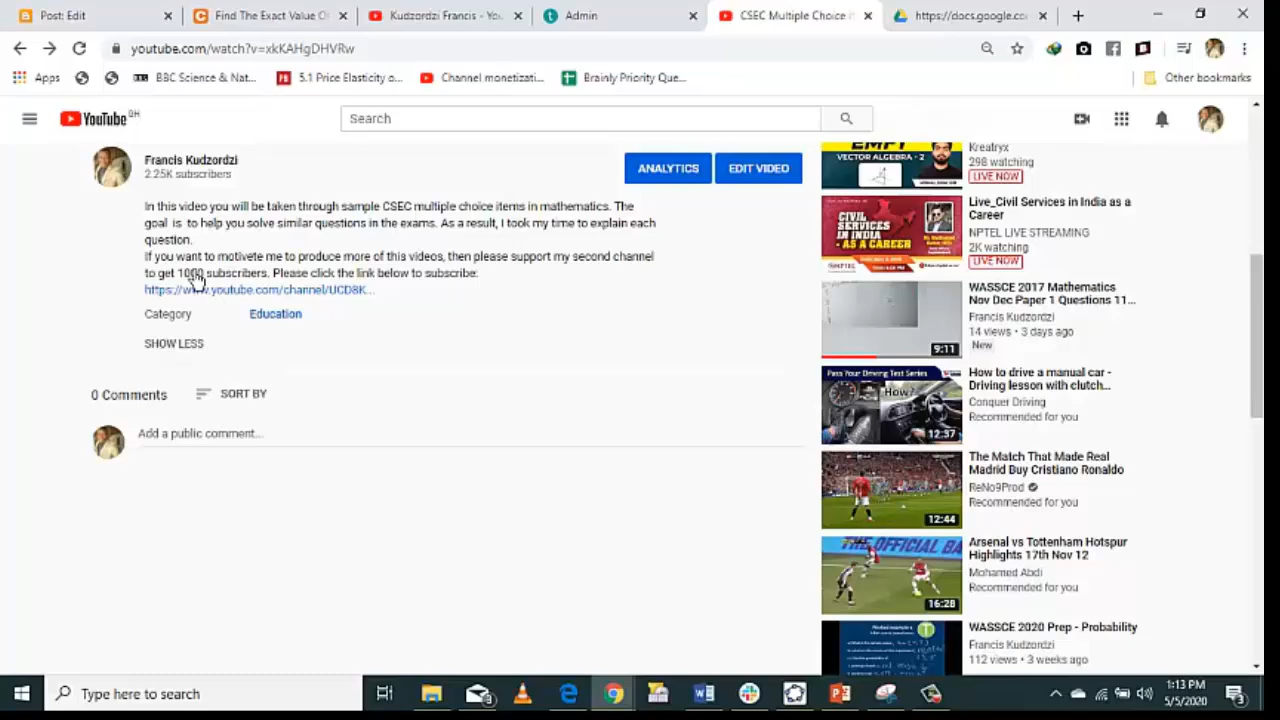 Post: Edit
Find The Exact Value O
Kudzordzi Francis - You
Admin
CSEC Multiple Choice i
https://docs.google.co
youtube.com/watch?v=xkKAHgDHVRw
Apps
BBC Science & Nat...
5.1 Price Elasticity o...
Channel monetizati...
Brainly Priority Que...
Other bookmarks
YouTube GH
Search
Francis Kudzordzi
2.25K subscribers
ANALYTICS
EDIT VIDEO
In this video you will be taken through sample CSEC multiple choice items in mathematics. The
goal is to help you solve similar questions in the exams. As a result, I took my time to explain each
question.
If you want to motivate me to produce more of this videos, then please support my second channel
to get 1000 subscribers. Please click the link below to subscribe:
https://www.youtube.com/channel/UCD8K...
Category
Education
SHOW LESS
0 Comments
SORT BY
Add a public comment...
VECTOR ALGEBRA - 2
Kreatryx
298 watching
LIVE NOW
CIVIL
SERVICES
IN INDIA
- AS A CAREER
NPTEL
Live_Civil Services in India as a
Career
NPTEL LIVE STREAMING
2K watching
LIVE NOW
9:11
WASSCE 2017 Mathematics
Nov Dec Paper 1 Questions 11...
Francis Kudzordzi
14 views • 3 days ago
New
Pass Your Driving Test Series
How?
12:37
How to drive a manual car -
Driving lesson with clutch...
Conquer Driving
Recommended for you
12:44
The Match That Made Real
Madrid Buy Cristiano Ronaldo
ReNo9Prod
Recommended for you
THE OFFICIAL BA
16:28
Arsenal vs Tottenham Hotspur
Highlights 17th Nov 12
Mohamed Abdi
Recommended for you
WASSCE 2020 Prep - Probability
Francis Kudzordzi
112 views • 3 weeks ago
Type here to search
1:13 PM
5/5/2020
3